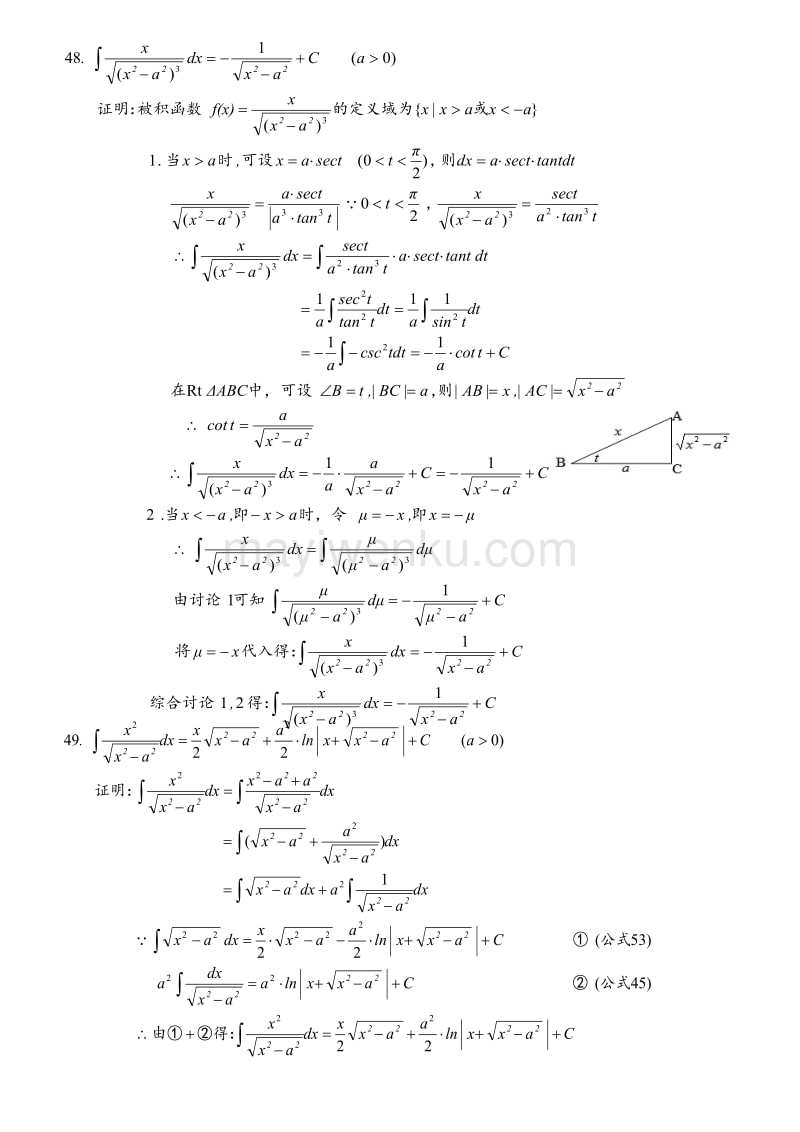 48. ∫ x/√(x²−a²)³ dx = −1/√(x²−a²) + C (a > 0)
证明:被积函数 f(x) = x/√(x²−a²)³ 的定义域为{x | x > a或x < −a}
1.当x > a时,可设x = a·sect (0 < t < π/2),则dx = a·sect·tantdt
x/√(x²−a²)³ = a·sect/|a³·tan³t| ∵ 0 < t < π/2 , x/√(x²−a²)³ = sect/(a²·tan³t)
∴ ∫ x/√(x²−a²)³ dx = ∫ sect/(a²·tan³t)·a·sect·tant dt
= 1/a ∫ sec²t/tan²t dt = 1/a ∫ 1/sin²t dt
= −1/a ∫ −csc²tdt = −1/a·cot t + C
在Rt ΔABC中，可设 ∠B = t ,| BC |= a ,则| AB |= x ,| AC |= √(x²−a²)
∴ cot t = a/√(x²−a²)
A
x
√(x²−a²)
B
t
a
C
∴ ∫ x/√(x²−a²)³ dx = −1/a · a/√(x²−a²) + C = −1/√(x²−a²) + C
2 .当x < −a ,即−x > a时，令 μ = −x ,即x = −μ
mayiwenku.com
∴ ∫ x/√(x²−a²)³ dx = ∫ μ/√(μ²−a²)³ dμ
由讨论 1可知 ∫ μ/√(μ²−a²)³ dμ = −1/√(μ²−a²) + C
将μ = −x代入得:∫ x/√(x²−a²)³ dx = −1/√(x²−a²) + C
综合讨论 1,2 得:∫ x/√(x²−a²)³ dx = −1/√(x²−a²) + C
49. ∫ x²/√(x²−a²) dx = x/2 √(x²−a²) + a²/2·ln| x+√(x²−a²) | + C (a > 0)
证明:∫ x²/√(x²−a²) dx = ∫ (x²−a²+a²)/√(x²−a²) dx
= ∫(√(x²−a²) + a²/√(x²−a²))dx
= ∫√(x²−a²) dx + a²∫ 1/√(x²−a²) dx
∵ ∫√(x²−a²) dx = x/2·√(x²−a²) − a²/2·ln| x+√(x²−a²) | + C ① (公式53)
a²∫ dx/√(x²−a²) = a²·ln| x+√(x²−a²) | + C ② (公式45)
∴由①+②得:∫ x²/√(x²−a²) dx = x/2 √(x²−a²) + a²/2·ln| x+√(x²−a²) | + C